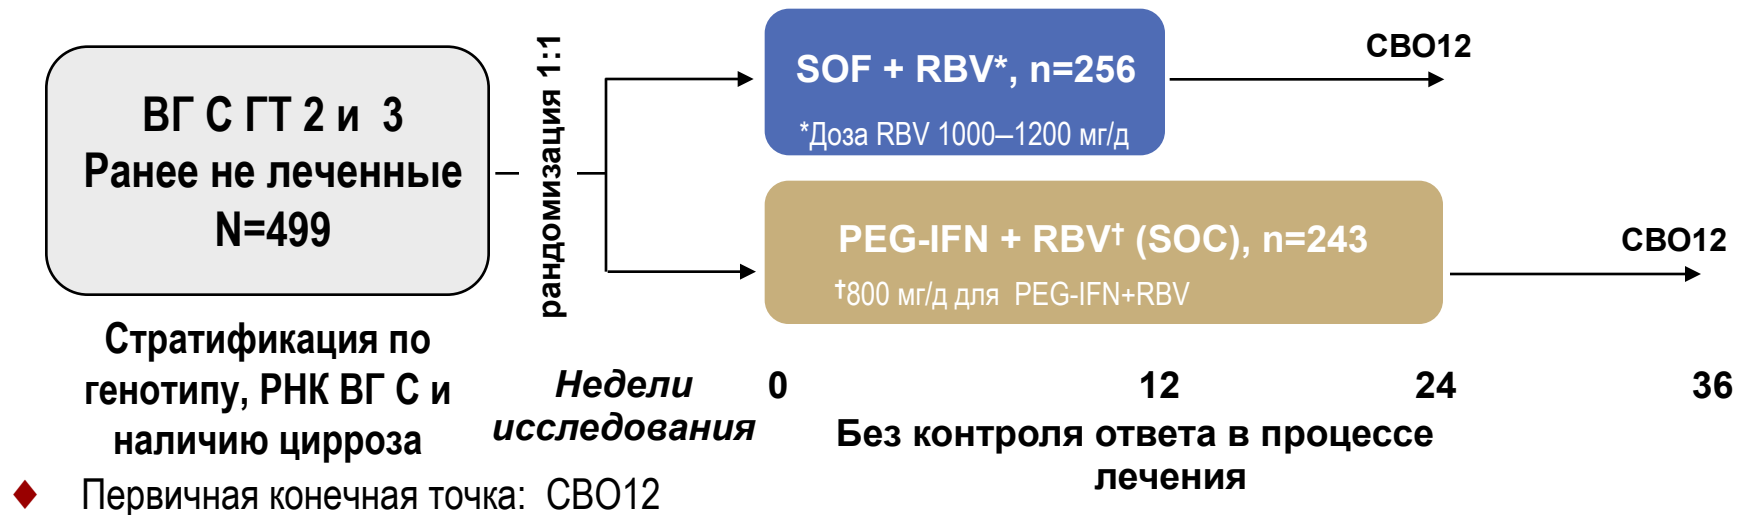 ВГ С ГТ 2 и 3
Ранее не леченные
N=499
Стратификация по
генотипу, РНК ВГ С и
наличию цирроза
рандомизация 1:1
SOF + RBV*, n=256
*Доза RBV 1000–1200 мг/д
СВО12
PEG-IFN + RBV† (SOC), n=243
†800 мг/д для PEG-IFN+RBV
СВО12
Недели
исследования
0 12 24 36
Без контроля ответа в процессе
лечения
♦ Первичная конечная точка: СВО12